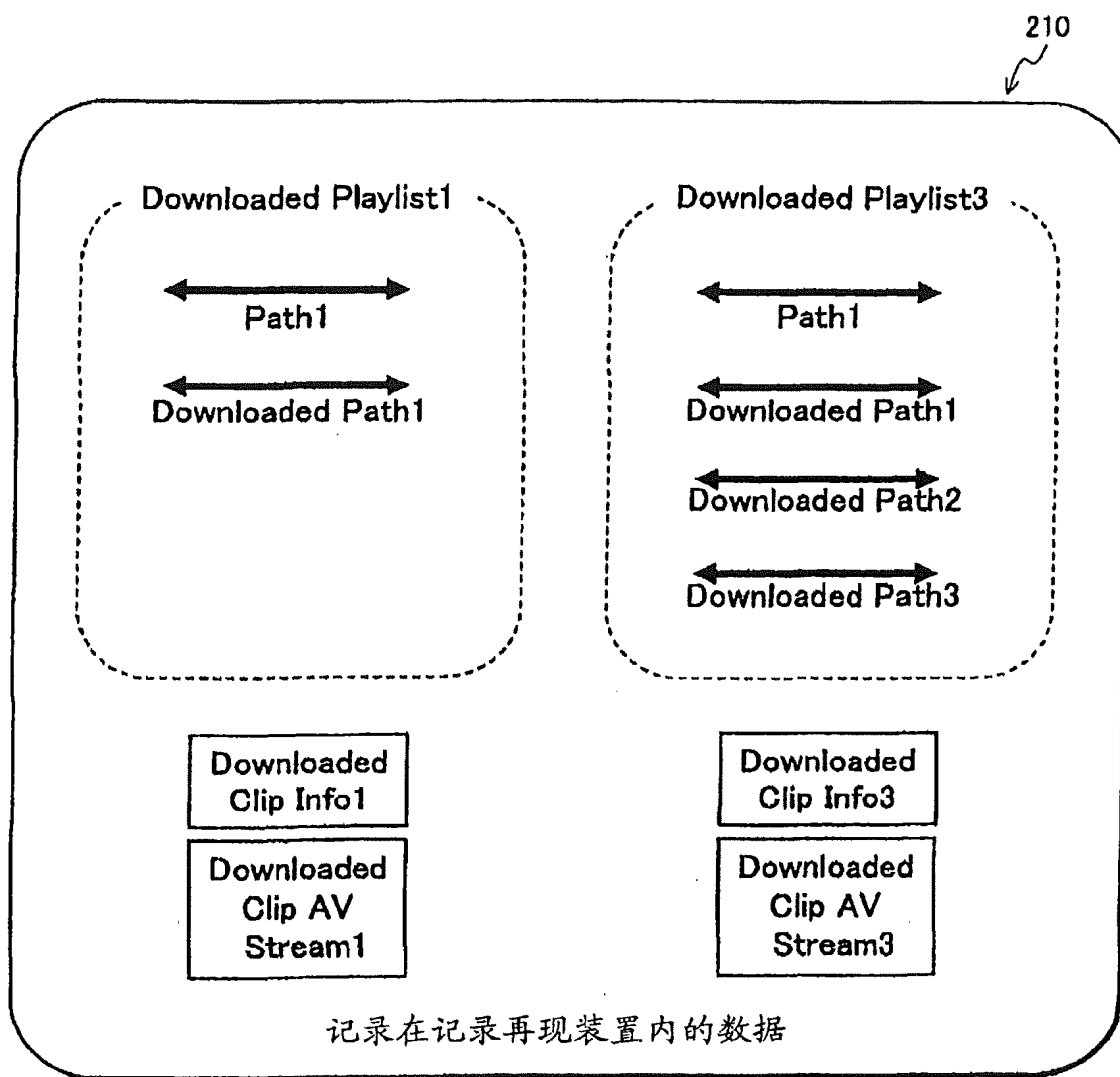 210
Downloaded Playlist1
Path1
Downloaded Path1
Downloaded Playlist3
Path1
Downloaded Path1
Downloaded Path2
Downloaded Path3
Downloaded
Clip Info1
Downloaded
Clip AV
Stream1
Downloaded
Clip Info3
Downloaded
Clip AV
Stream3
记录在记录再现装置内的数据